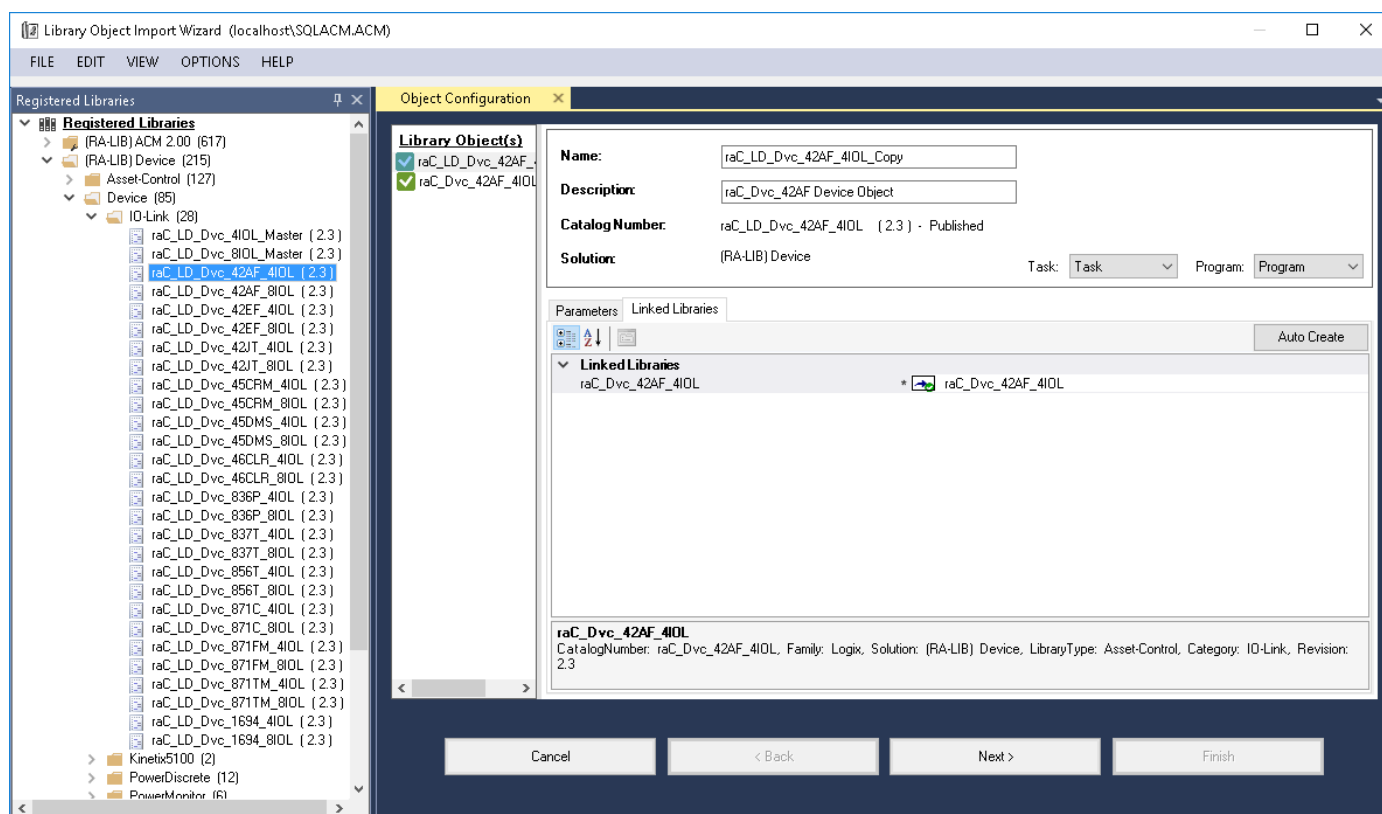 Library Object Import Wizard (localhost\SQLACM.ACM)
FILE EDIT VIEW OPTIONS HELP
Registered Libraries
Registered Libraries
(RA-LIB) ACM 2.00 (617)
(RA-LIB) Device (215)
Asset-Control (127)
Device (85)
IO-Link (28)
raC_LD_Dvc_4IOL_Master (2.3)
raC_LD_Dvc_8IOL_Master (2.3)
raC_LD_Dvc_42AF_4IOL (2.3)
raC_LD_Dvc_42AF_8IOL (2.3)
raC_LD_Dvc_42EF_4IOL (2.3)
raC_LD_Dvc_42EF_8IOL (2.3)
raC_LD_Dvc_42JT_4IOL (2.3)
raC_LD_Dvc_42JT_8IOL (2.3)
raC_LD_Dvc_45CRM_4IOL (2.3)
raC_LD_Dvc_45CRM_8IOL (2.3)
raC_LD_Dvc_45DMS_4IOL (2.3)
raC_LD_Dvc_45DMS_8IOL (2.3)
raC_LD_Dvc_46CLR_4IOL (2.3)
raC_LD_Dvc_46CLR_8IOL (2.3)
raC_LD_Dvc_836P_4IOL (2.3)
raC_LD_Dvc_836P_8IOL (2.3)
raC_LD_Dvc_837T_4IOL (2.3)
raC_LD_Dvc_837T_8IOL (2.3)
raC_LD_Dvc_856T_4IOL (2.3)
raC_LD_Dvc_856T_8IOL (2.3)
raC_LD_Dvc_871C_4IOL (2.3)
raC_LD_Dvc_871C_8IOL (2.3)
raC_LD_Dvc_871FM_4IOL (2.3)
raC_LD_Dvc_871FM_8IOL (2.3)
raC_LD_Dvc_871TM_4IOL (2.3)
raC_LD_Dvc_871TM_8IOL (2.3)
raC_LD_Dvc_1694_4IOL (2.3)
raC_LD_Dvc_1694_8IOL (2.3)
Kinetix5100 (2)
PowerDiscrete (12)
PowerMonitor (6)
Object Configuration
Library Object(s)
raC_LD_Dvc_42AF_
raC_Dvc_42AF_4IOL
Name: raC_LD_Dvc_42AF_4IOL_Copy
Description: raC_Dvc_42AF Device Object
Catalog Number: raC_LD_Dvc_42AF_4IOL (2.3) - Published
Solution: (RA-LIB) Device
Task: Task Program: Program
Parameters Linked Libraries
Auto Create
Linked Libraries
raC_Dvc_42AF_4IOL * raC_Dvc_42AF_4IOL
raC_Dvc_42AF_4IOL
CatalogNumber: raC_Dvc_42AF_4IOL, Family: Logix, Solution: (RA-LIB) Device, LibraryType: Asset-Control, Category: IO-Link, Revision:
2.3
Cancel < Back Next > Finish